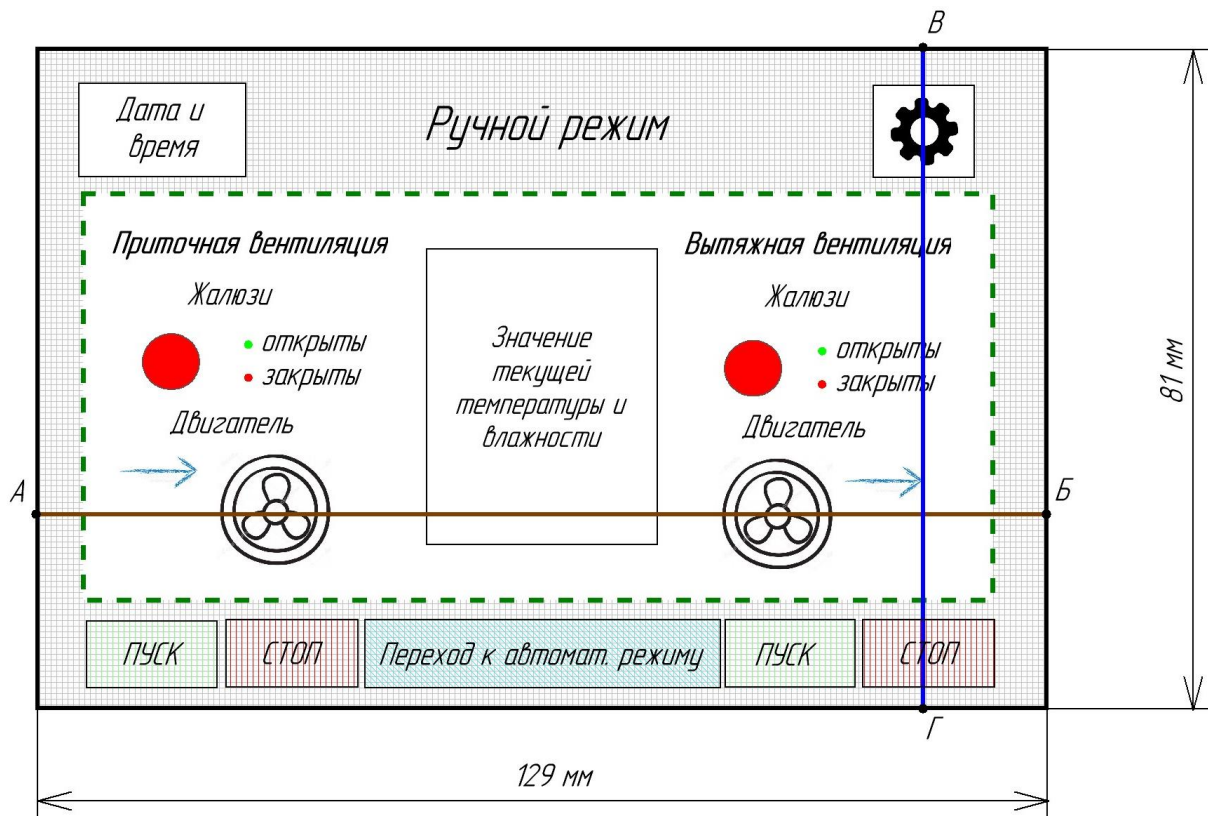 В
Дата и
время
Ручной режим
Приточная вентиляция
Вытяжная вентиляция
Жалюзи
Жалюзи
открыты
закрыты
Значение
текущей
температуры и
влажности
открыты
закрыты
81 мм
Двигатель
Двигатель
А
Б
ПУСК
СТОП
Переход к автомат. режиму
ПУСК
СТОП
Г
129 мм